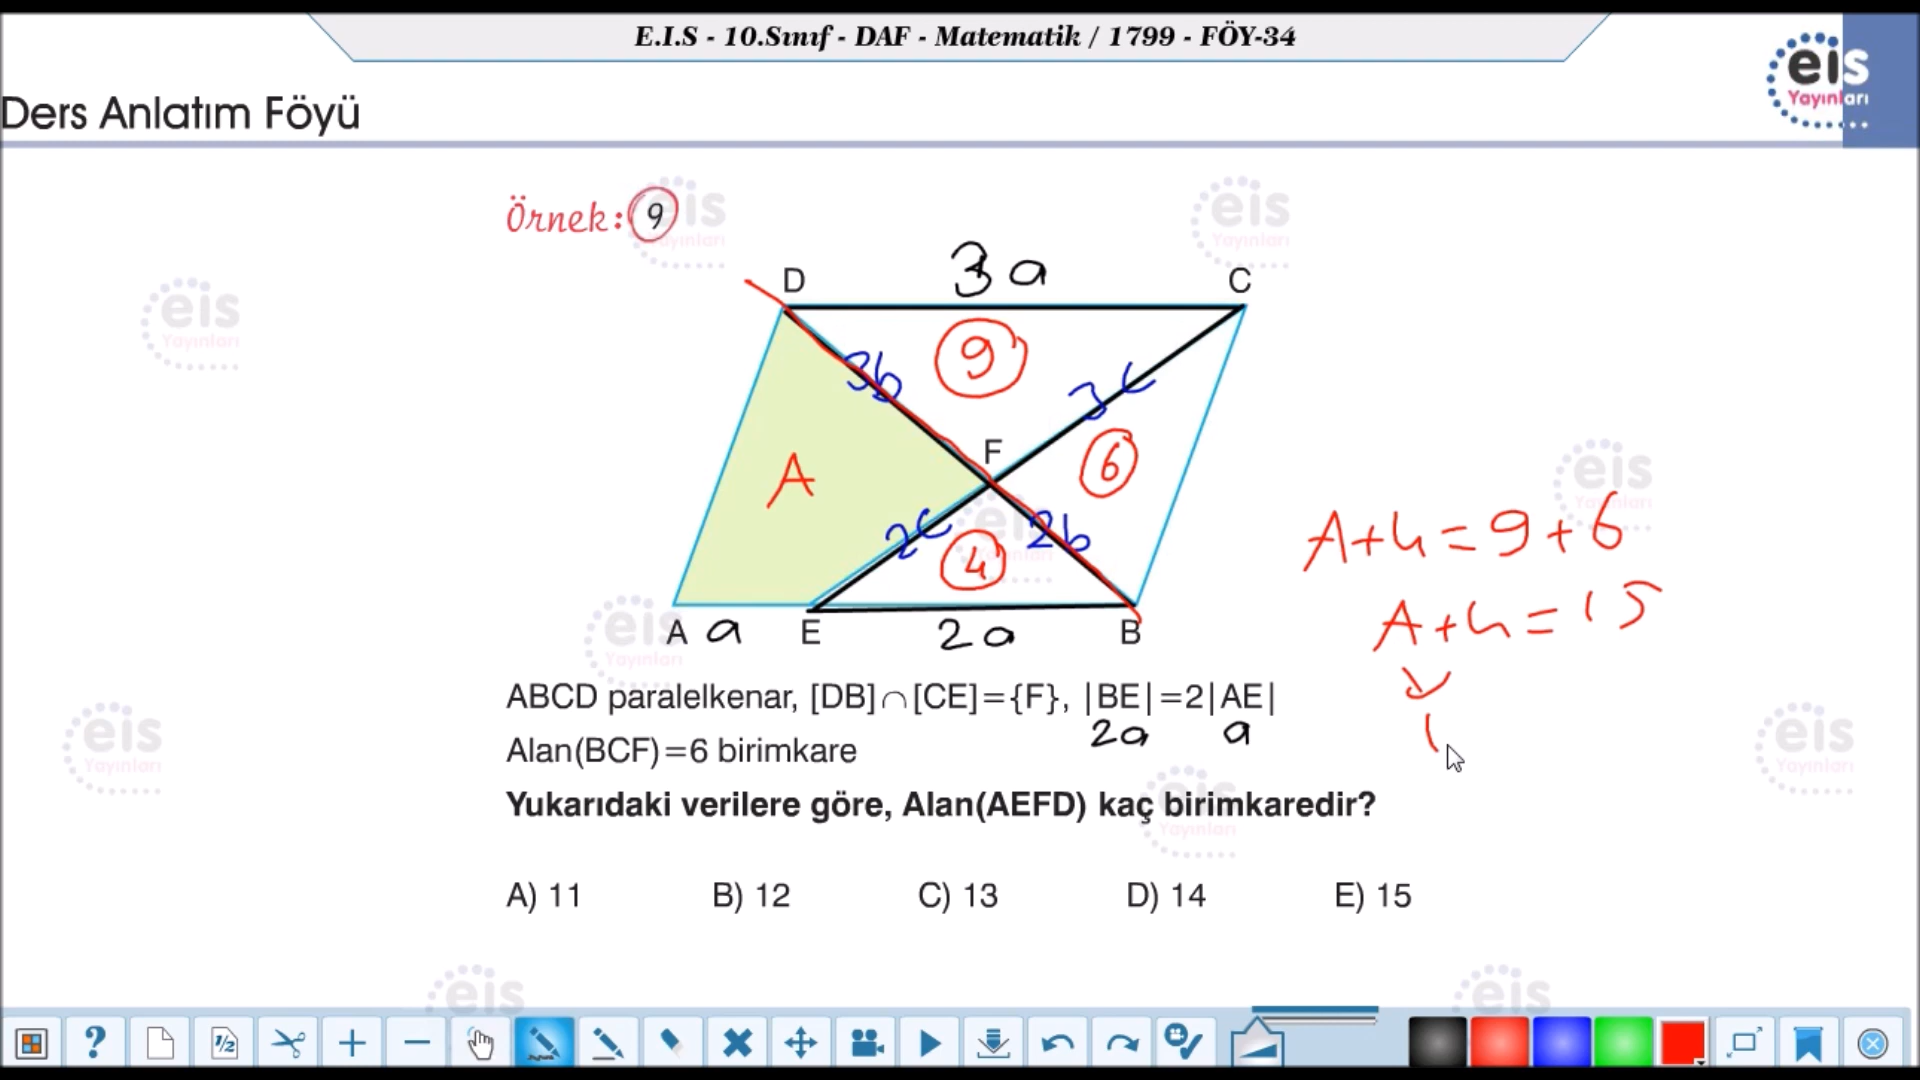 E.I.S - 10.Sınıf - DAF - Matematik / 1799 - FÖY-34
eis
Yayınları
Ders Anlatım Föyü
Örnek: 9
3a
D
C
9
3b
3c
F
6
A
2c
2b
4
A+4=9+6
A+4=15
A
a
E
2a
B
ABCD paralelkenar, [DB]∩[CE]={F}, |BE|=2|AE|
2a a
Alan(BCF)=6 birimkare
Yukarıdaki verilere göre, Alan(AEFD) kaç birimkaredir?
A) 11 B) 12 C) 13 D) 14 E) 15